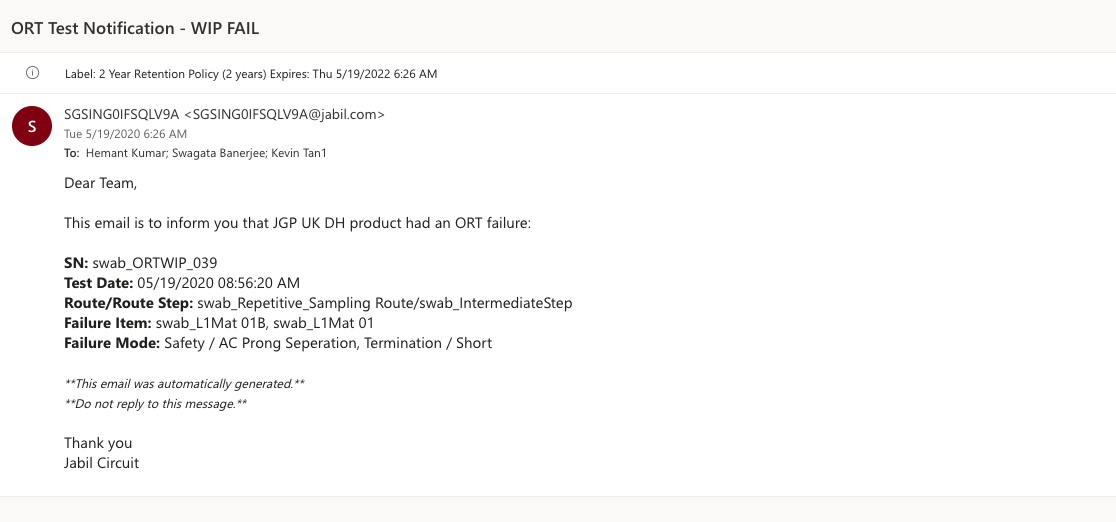 ORT Test Notification - WIP FAIL
Label: 2 Year Retention Policy (2 years) Expires: Thu 5/19/2022 6:26 AM
S
SGSING0IFSQLV9A <SGSING0IFSQLV9A@jabil.com>
Tue 5/19/2020 6:26 AM
To: Hemant Kumar; Swagata Banerjee; Kevin Tan1
Dear Team,
This email is to inform you that JGP UK DH product had an ORT failure:
SN: swab_ORTWIP_039
Test Date: 05/19/2020 08:56:20 AM
Route/Route Step: swab_Repetitive_Sampling Route/swab_IntermediateStep
Failure Item: swab_L1Mat 01B, swab_L1Mat 01
Failure Mode: Safety / AC Prong Seperation, Termination / Short
**This email was automatically generated.**
**Do not reply to this message.**
Thank you
Jabil Circuit